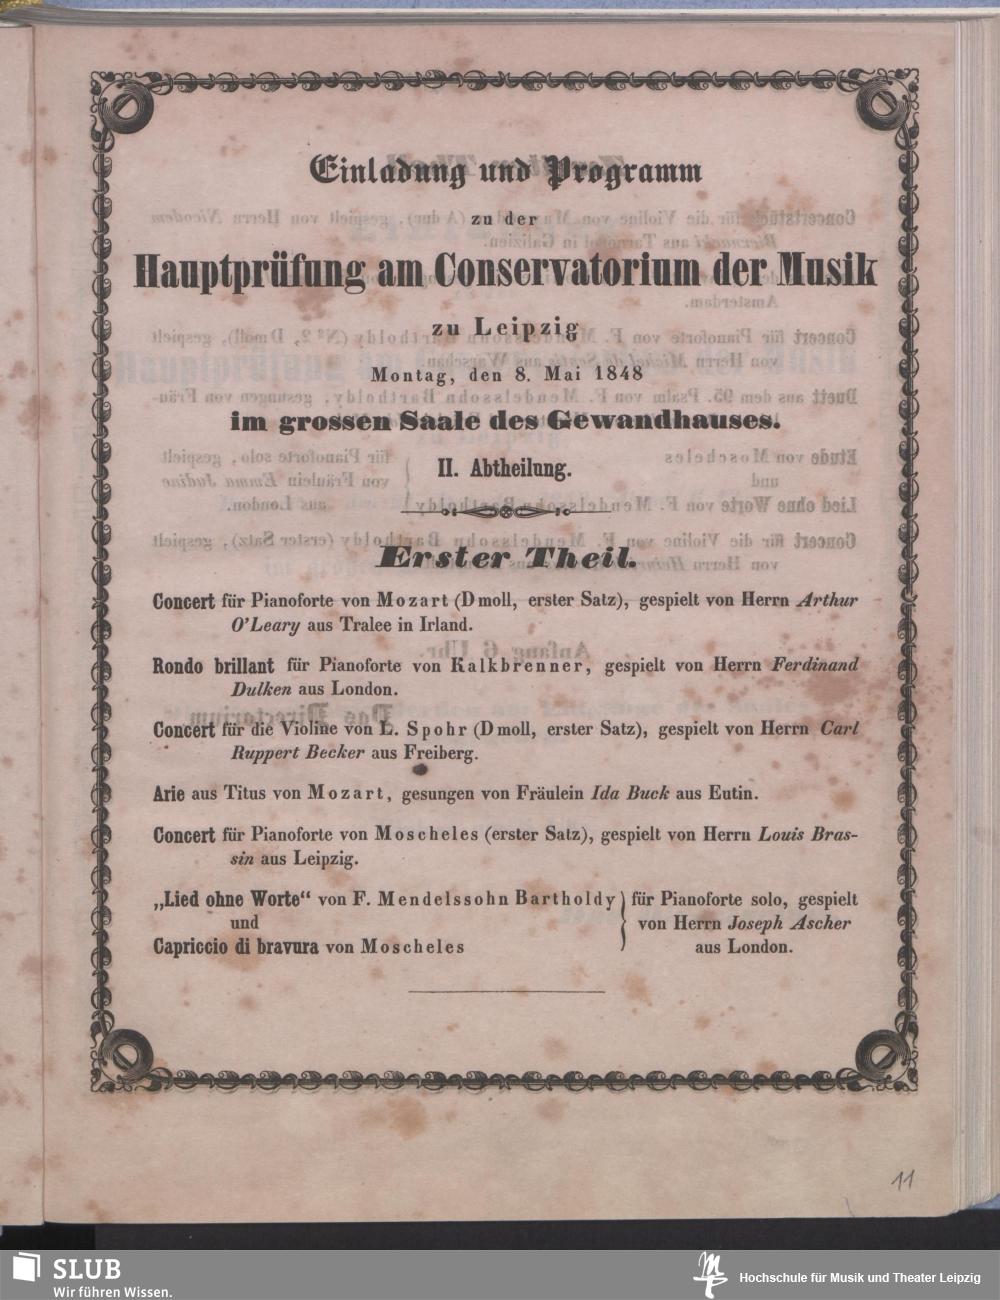 Einladung und Programm
zu der
Hauptprüfung am Conservatorium der Musik
zu Leipzig
Montag, den 8. Mai 1848
im grossen Saale des Gewandhauses.
II. Abtheilung.
Erster Theil.
Concert für Pianoforte von Mozart (D moll, erster Satz), gespielt von Herrn Arthur
O'Leary aus Tralee in Irland.
Rondo brillant für Pianoforte von Kalkbrenner, gespielt von Herrn Ferdinand
Dulken aus London.
Concert für die Violine von L. Spohr (D moll, erster Satz), gespielt von Herrn Carl
Ruppert Becker aus Freiberg.
Arie aus Titus von Mozart, gesungen von Fräulein Ida Buck aus Eutin.
Concert für Pianoforte von Moscheles (erster Satz), gespielt von Herrn Louis Bras-
sin aus Leipzig.
„Lied ohne Worte“ von F. Mendelssohn Bartholdy
und
Capriccio di bravura von Moscheles
für Pianoforte solo, gespielt
von Herrn Joseph Ascher
aus London.
11
SLUB
Wir führen Wissen.
Hochschule für Musik und Theater Leipzig